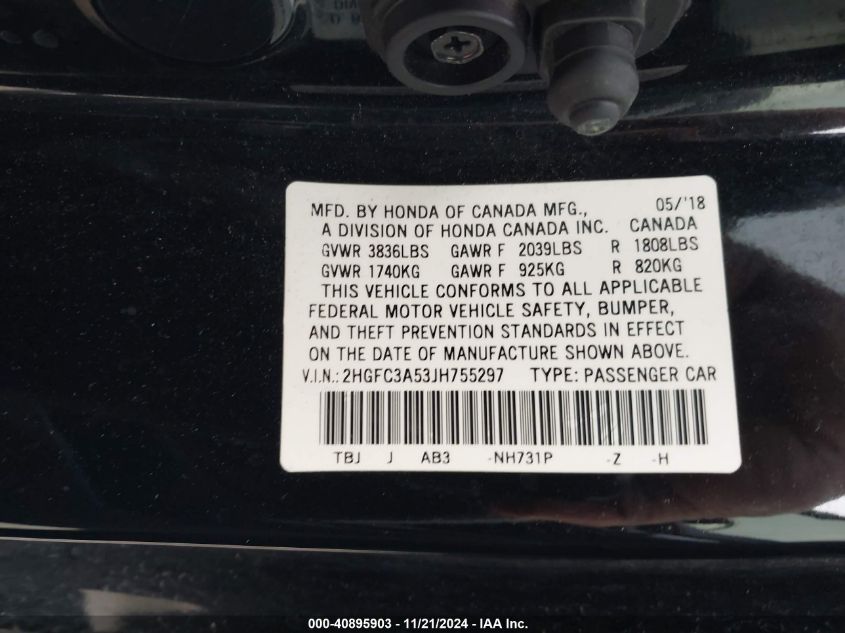 MFD. BY HONDA OF CANADA MFG., 05/'18
A DIVISION OF HONDA CANADA INC. CANADA
GVWR 3836LBS GAWR F 2039LBS R 1808LBS
GVWR 1740KG GAWR F 925KG R 820KG
THIS VEHICLE CONFORMS TO ALL APPLICABLE
FEDERAL MOTOR VEHICLE SAFETY, BUMPER,
AND THEFT PREVENTION STANDARDS IN EFFECT
ON THE DATE OF MANUFACTURE SHOWN ABOVE.
V.I.N.: 2HGFC3A53JH755297 TYPE: PASSENGER CAR
TBJ J AB3 -NH731P -Z -H
000-40895903 - 11/21/2024 - IAA Inc.